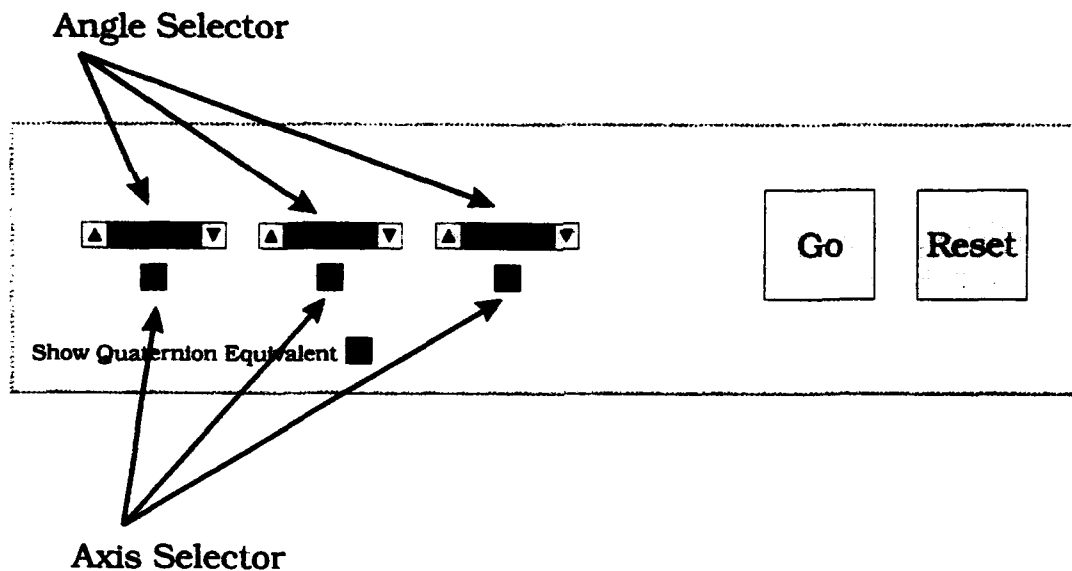 Angle Selector
Go
Reset
Show Quaternion Equivalent
Axis Selector